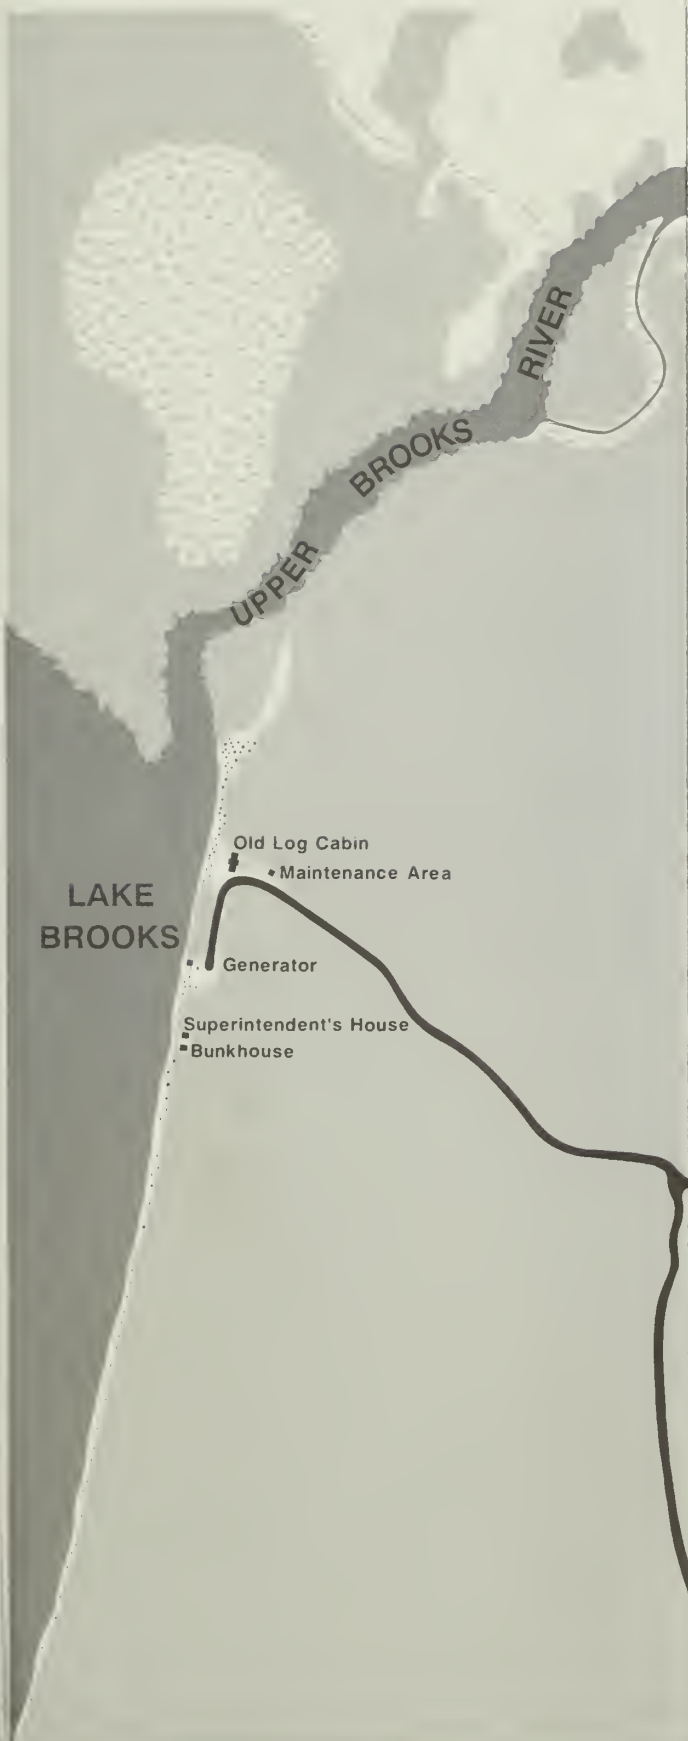 UPPER BROOKS RIVER
Old Log Cabin
Maintenance Area
LAKE
BROOKS
Generator
Superintendent's House
Bunkhouse